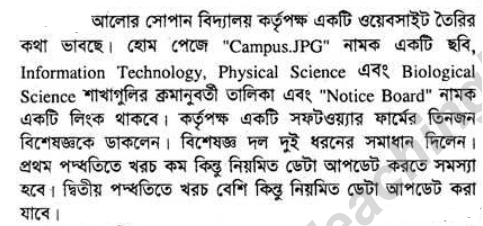 আলোর সোপান বিদ্যালয় কর্তৃপক্ষ একটি ওয়েবসাইট তৈরির
কথা ভাবছে। হোম পেজে "Campus.JPG" নামক একটি ছবি,
Information Technology, Physical Science এবং Biological
Science শাখাগুলির ক্রমানুবর্তী তালিকা এবং "Notice Board" নামক
একটি লিংক থাকবে। কর্তৃপক্ষ একটি সফটওয়্যার ফার্মের তিনজন
বিশেষজ্ঞকে ডাকলেন। বিশেষজ্ঞ দল দুই ধরনের সমাধান দিলেন।
প্রথম পদ্ধতিতে খরচ কম কিন্তু নিয়মিত ডেটা আপডেট করতে সমস্যা
হবে। দ্বিতীয় পদ্ধতিতে খরচ বেশি কিন্তু নিয়মিত ডেটা আপডেট করা
যাবে।